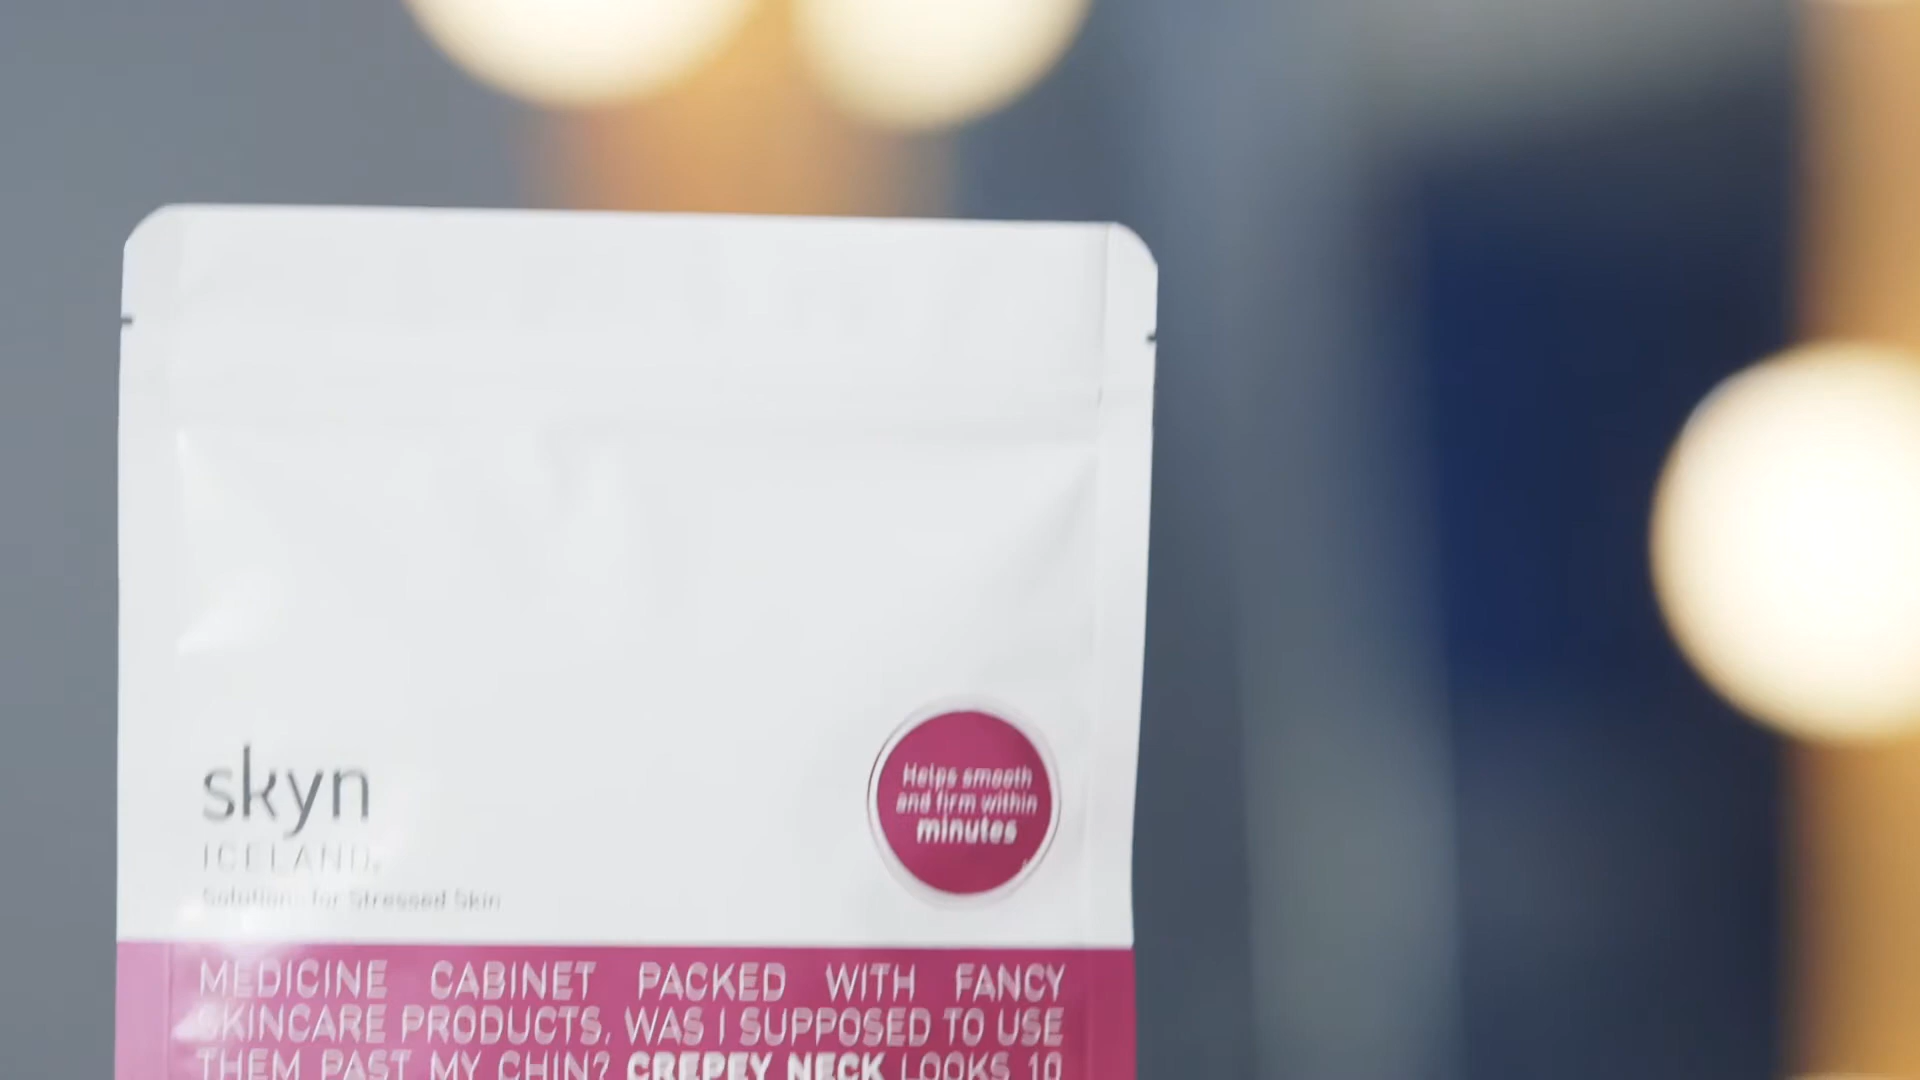 skyn
ICELAND
Solutions for Stressed Skin
Helps smooth
and firm within
minutes
MEDICINE CABINET PACKED WITH FANCY
SKINCARE PRODUCTS, WAS I SUPPOSED TO USE
THEM PAST MY CHIN? CREPEY NECK LOOKS 10